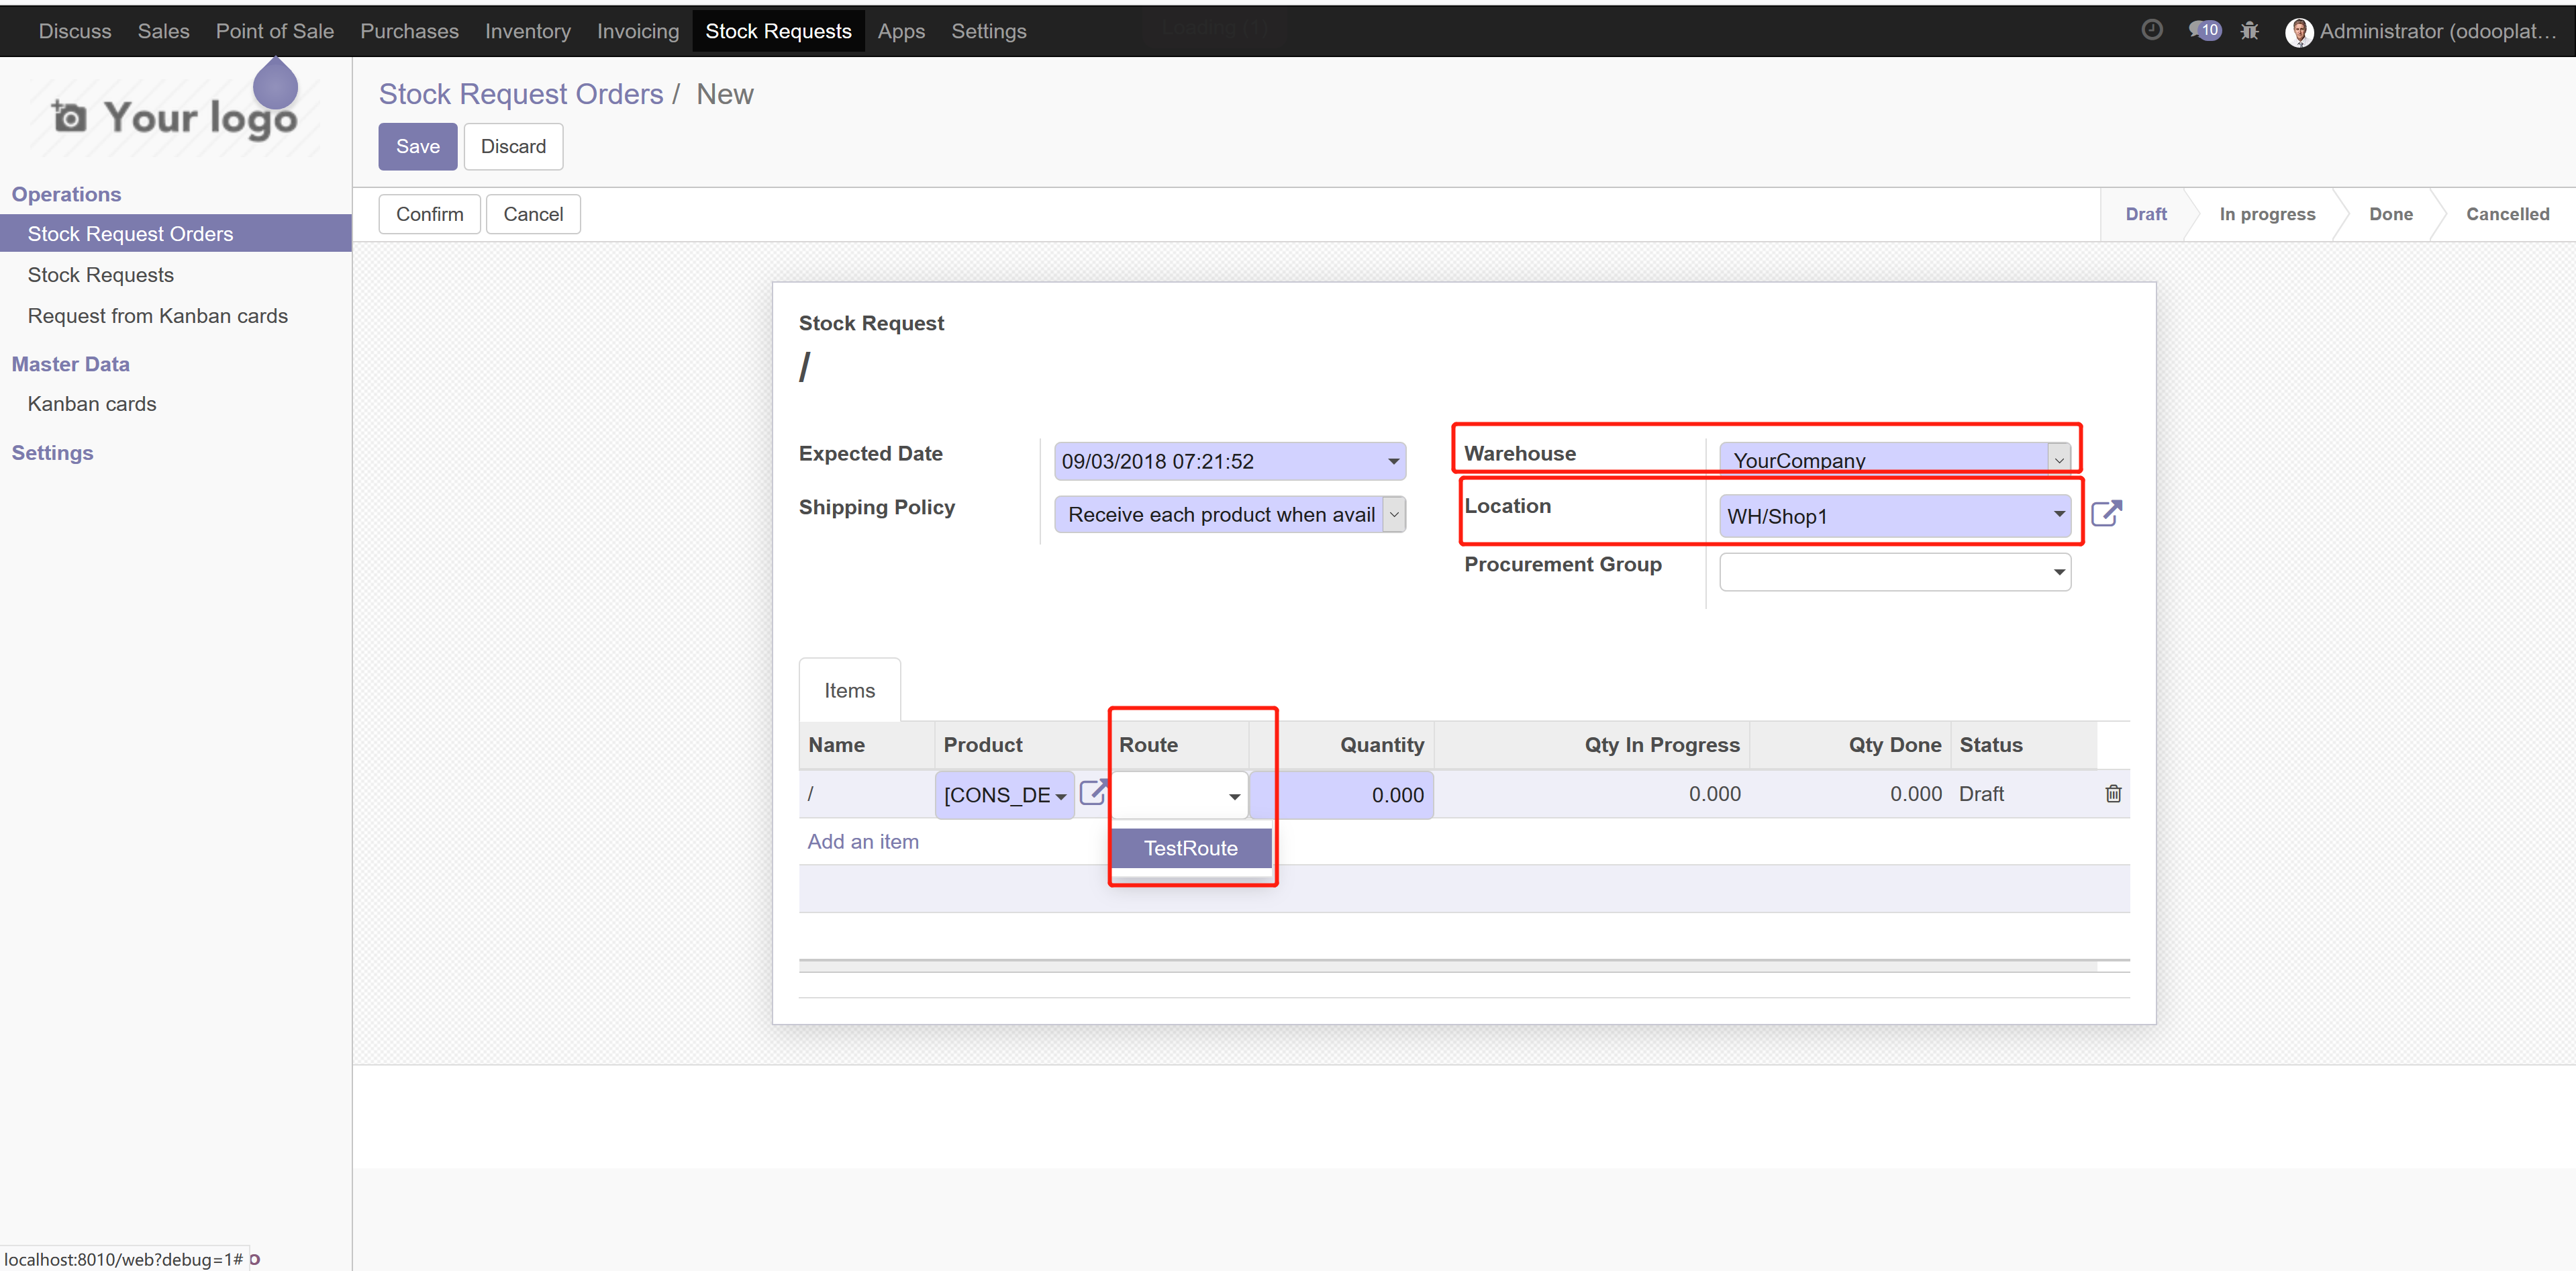 Discuss Sales Point of Sale Purchases Inventory Invoicing Stock Requests Apps Settings Loading (1) 10 Administrator (odooplat...
Your logo
Stock Request Orders / New
Save Discard
Operations
Stock Request Orders
Stock Requests
Request from Kanban cards
Master Data
Kanban cards
Settings
Confirm Cancel Draft In progress Done Cancelled
Stock Request
/
Expected Date 09/03/2018 07:21:52 Warehouse YourCompany
Shipping Policy Receive each product when avail Location WH/Shop1
Procurement Group
Items
Name Product Route Quantity Qty In Progress Qty Done Status
/ [CONS_DE 0.000 0.000 0.000 Draft
Add an item TestRoute
localhost:8010/web?debug=1#